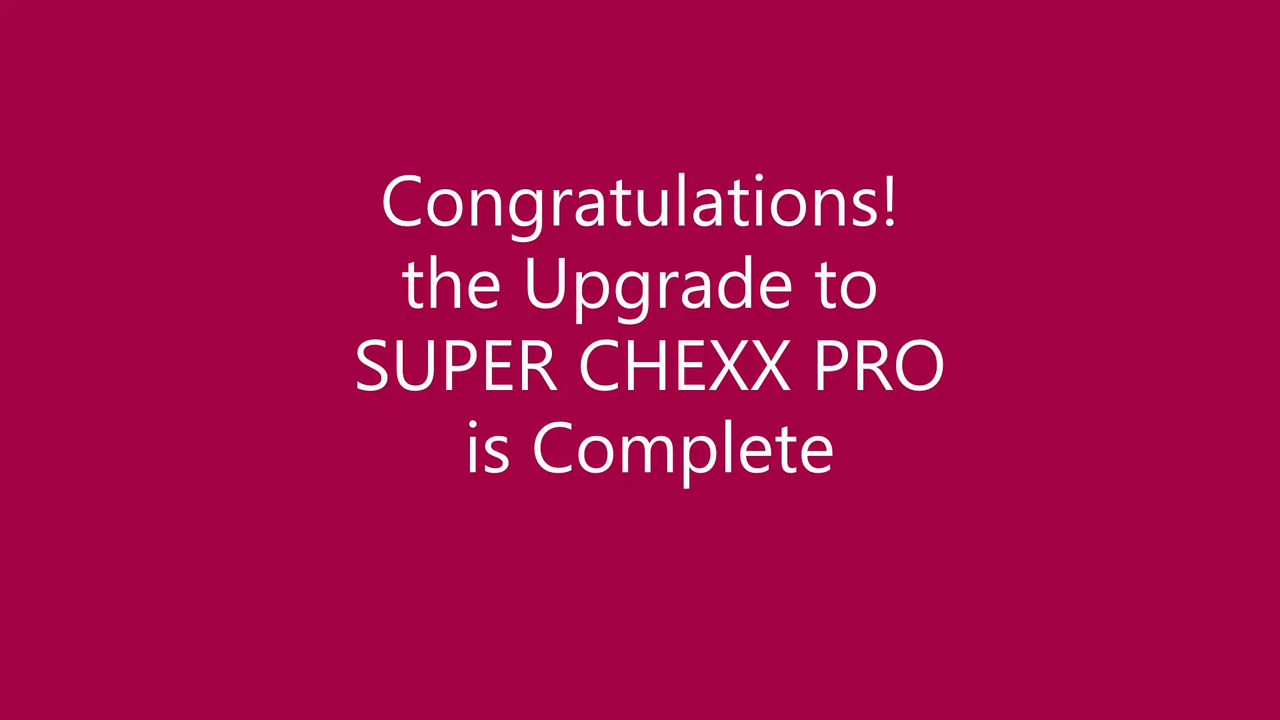 Congratulations!
the Upgrade to
SUPER CHEXX PRO
is Complete